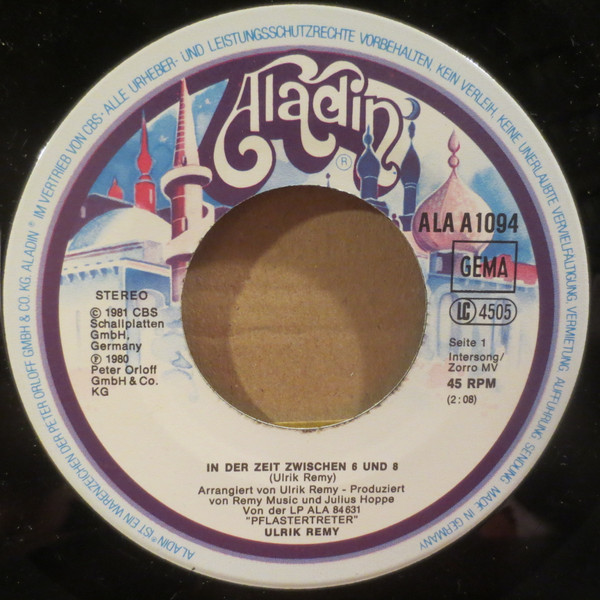 ALADIN® IST EIN WARENZEICHEN DER PETER ORLOFF GMBH & CO. KG. ALADIN® IM VERTRIEB VON CBS · ALLE URHEBER- UND LEISTUNGSSCHUTZRECHTE VORBEHALTEN, KEIN VERLEIH, KEINE UNERLAUBTE VERVIELFÄLTIGUNG, VERMIETUNG, AUFFÜHRUNG, SENDUNG. MADE IN GERMANY
Aladin
®
ALA A1094
GEMA
LC 4505
STEREO
© 1981 CBS
Schallplatten
GmbH,
Germany
℗ 1980
Peter Orloff
GmbH & Co.
KG
Seite 1
Intersong/
Zorro MV
45 RPM
(2:08)
IN DER ZEIT ZWISCHEN 6 UND 8
(Ulrik Remy)
Arrangiert von Ulrik Remy - Produziert
von Remy Music und Julius Hoppe
Von der LP ALA 84 631
"PFLASTERTRETER"
ULRIK REMY